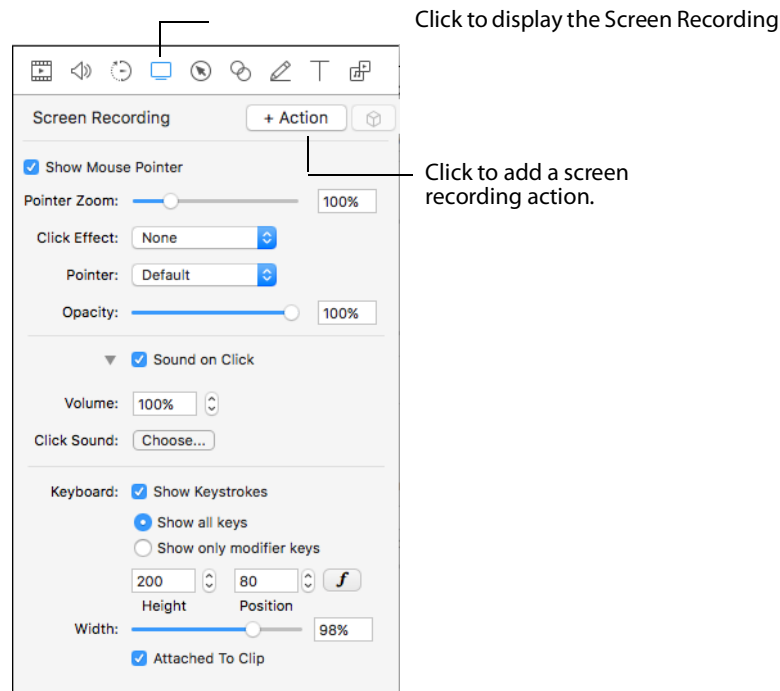 Click to display the Screen Recording
Screen Recording
+ Action
Show Mouse Pointer
Click to add a screen
recording action.
Pointer Zoom: 100%
Click Effect: None
Pointer: Default
Opacity: 100%
Sound on Click
Volume: 100%
Click Sound: Choose...
Keyboard: Show Keystrokes
Show all keys
Show only modifier keys
200 80 f
Height Position
Width: 98%
Attached To Clip